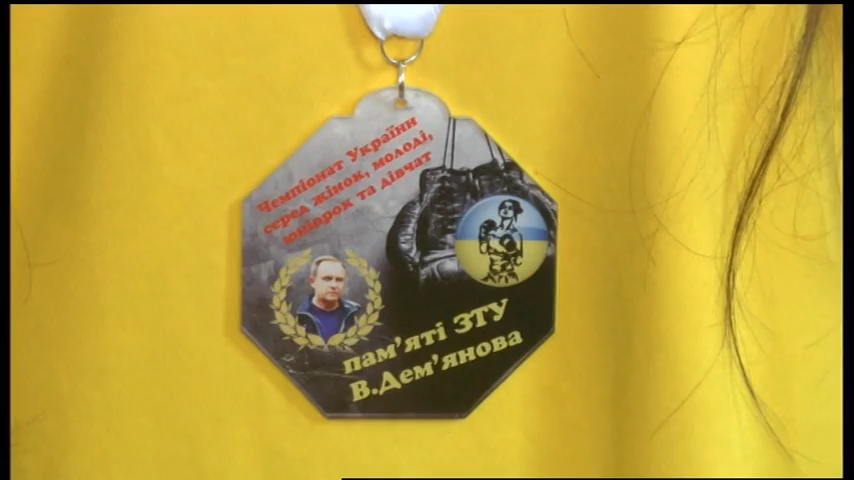 Чемпіонат України
серед жінок, молоді,
юніорок та дівчат
пам'яті ЗТУ
В.Дем'янова